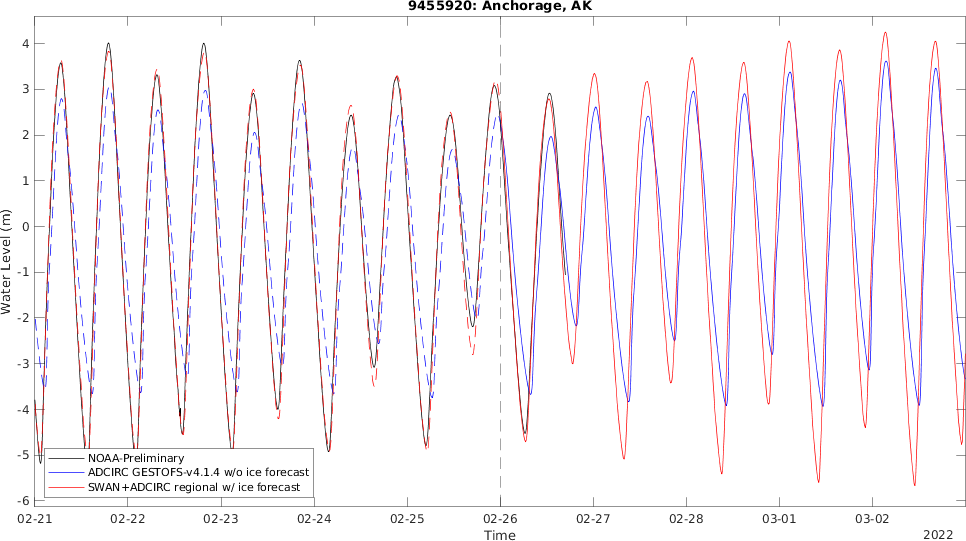 9455920: Anchorage, AK
4
3
2
1
0
-1
-2
-3
-4
-5
-6
Water Level (m)
NOAA-Preliminary
ADCIRC GESTOFS-v4.1.4 w/o ice forecast
SWAN+ADCIRC regional w/ ice forecast
02-21 02-22 02-23 02-24 02-25 02-26 02-27 02-28 03-01 03-02
Time
2022